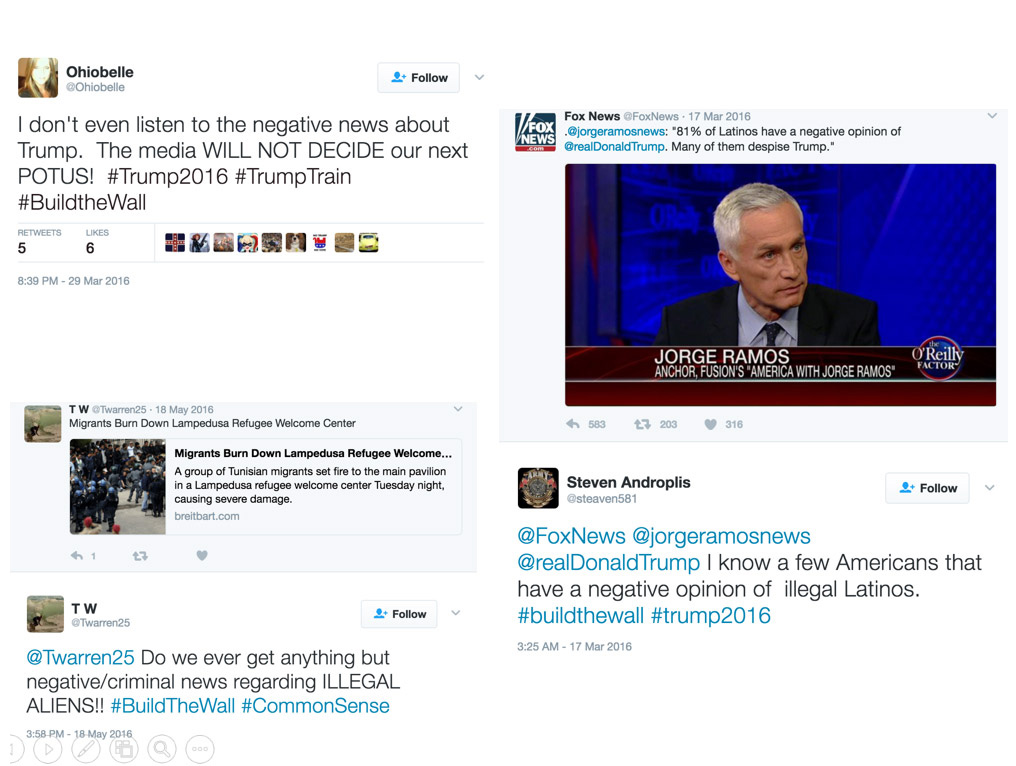 Ohiobelle
@Ohiobelle
Follow
I don't even listen to the negative news about
Trump.  The media WILL NOT DECIDE our next
POTUS!  #Trump2016 #TrumpTrain
#BuildtheWall
RETWEETS LIKES
5 6
8:39 PM - 29 Mar 2016
T W @Twarren25 · 18 May 2016
Migrants Burn Down Lampedusa Refugee Welcome Center
Migrants Burn Down Lampedusa Refugee Welcome...
A group of Tunisian migrants set fire to the main pavilion
in a Lampedusa refugee welcome center Tuesday night,
causing severe damage.
breitbart.com
1
T W
@Twarren25
Follow
@Twarren25 Do we ever get anything but
negative/criminal news regarding ILLEGAL
ALIENS!! #BuildTheWall #CommonSense
3:58 PM - 18 May 2016
Fox News @FoxNews · 17 Mar 2016
FOX
NEWS
.com
.@jorgeramosnews: "81% of Latinos have a negative opinion of
@realDonaldTrump. Many of them despise Trump."
JORGE RAMOS
ANCHOR, FUSION'S "AMERICA WITH JORGE RAMOS"
the
O'Reilly
FACTOR
583 203 316
Steven Androplis
@steaven581
Follow
@FoxNews @jorgeramosnews
@realDonaldTrump I know a few Americans that
have a negative opinion of  illegal Latinos.
#buildthewall #trump2016
3:25 AM - 17 Mar 2016